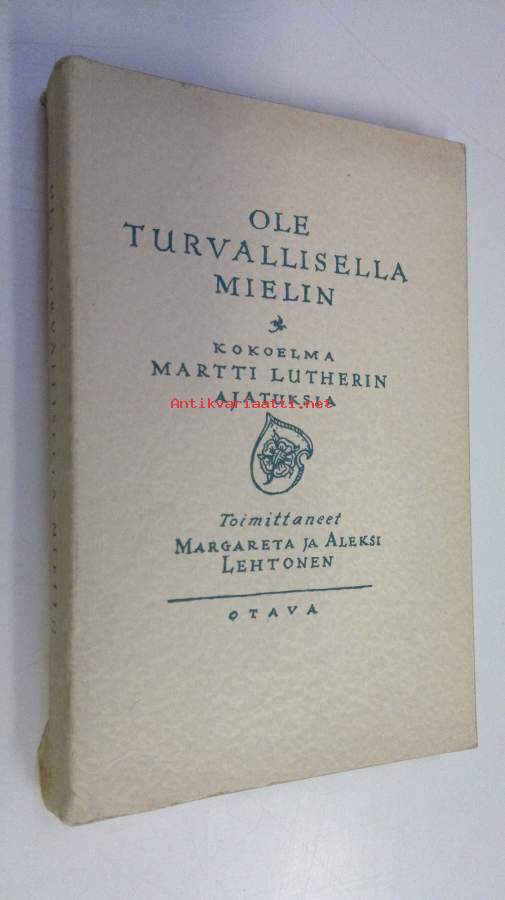 OLE
TURVALLISELLA
MIELIN
KOKOELMA
MARTTI LUTHERIN
AJATUKSIA
Antikvariaatti.net
Toimittaneet
MARGARETA JA ALEKSI
LEHTONEN
OTAVA